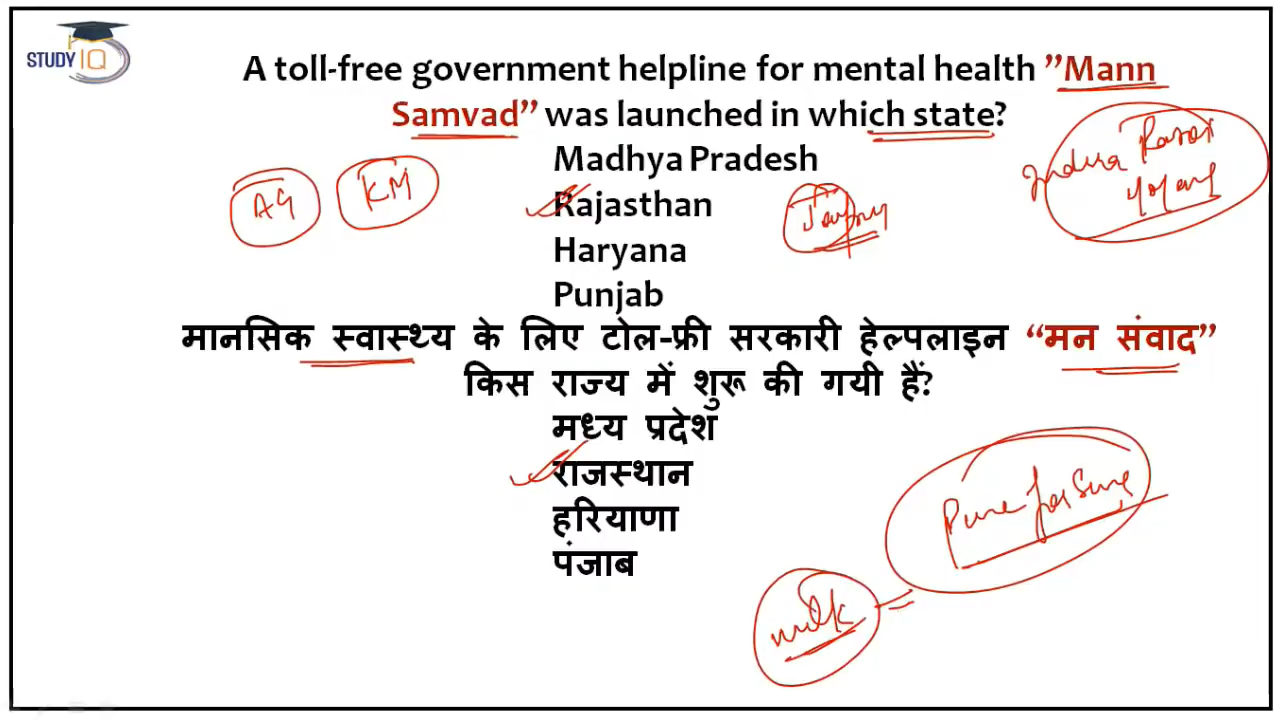 STUDY IQ
A toll-free government helpline for mental health ”Mann
Samvad” was launched in which state?
Madhya Pradesh
Rajasthan
Haryana
Punjab
AG
KM
Indira Rasoi
Yojana
मानसिक स्वास्थ्य के लिए टोल-फ्री सरकारी हेल्पलाइन “मन संवाद”
किस राज्य में शुरू की गयी हैं?
मध्य प्रदेश
राजस्थान
हरियाणा
पंजाब
Pure for Sure
milk